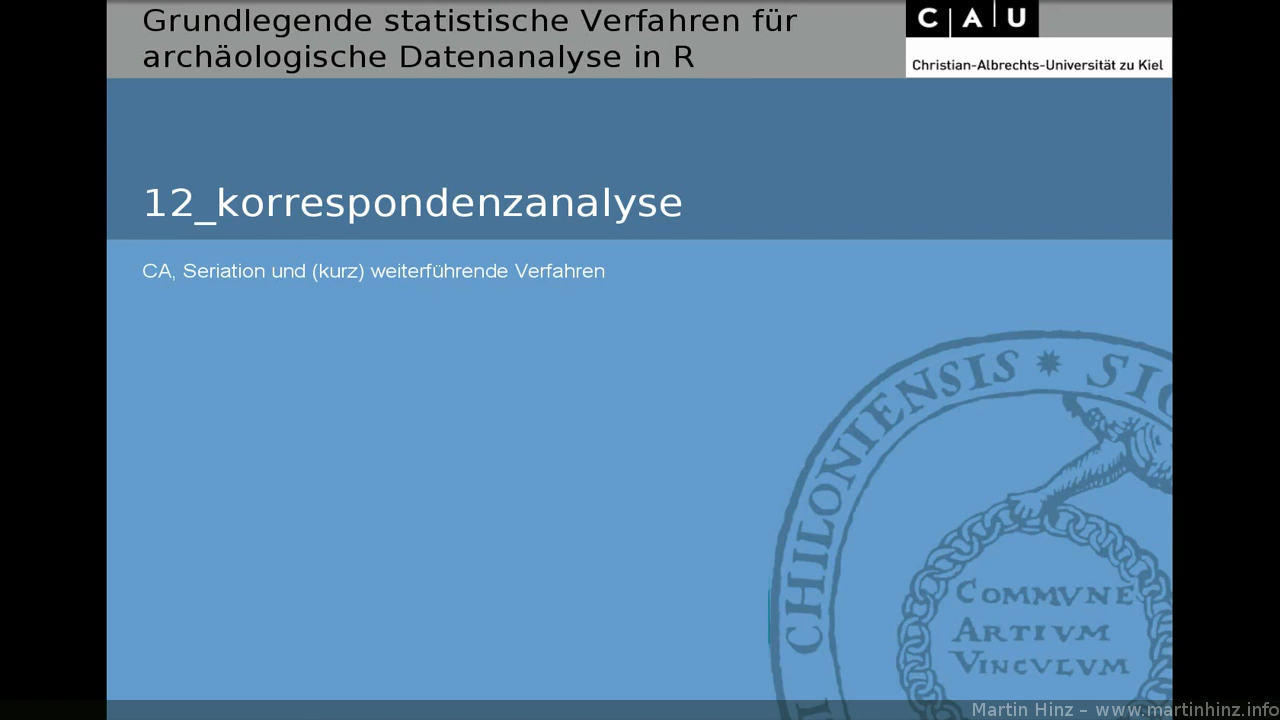 Grundlegende statistische Verfahren für
archäologische Datenanalyse in R
C A U
Christian-Albrechts-Universität zu Kiel
12_korrespondenzanalyse
CA, Seriation und (kurz) weiterführende Verfahren
CHILONIENSIS * SI
COMMVNE
ARTIVM
VINCVLVM
Martin Hinz – www.martinhinz.info